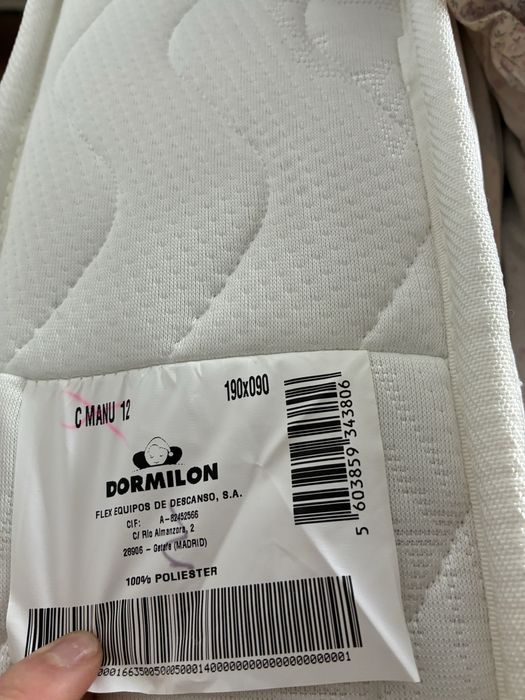 C MANU 12
190x090
DORMILON
FLEX EQUIPOS DE DESCANSO, S.A.
CIF: A-82452566
C/ Río Almanzora, 2
28906 - Getafe (MADRID)
100% POLIESTER
5 603859 343806